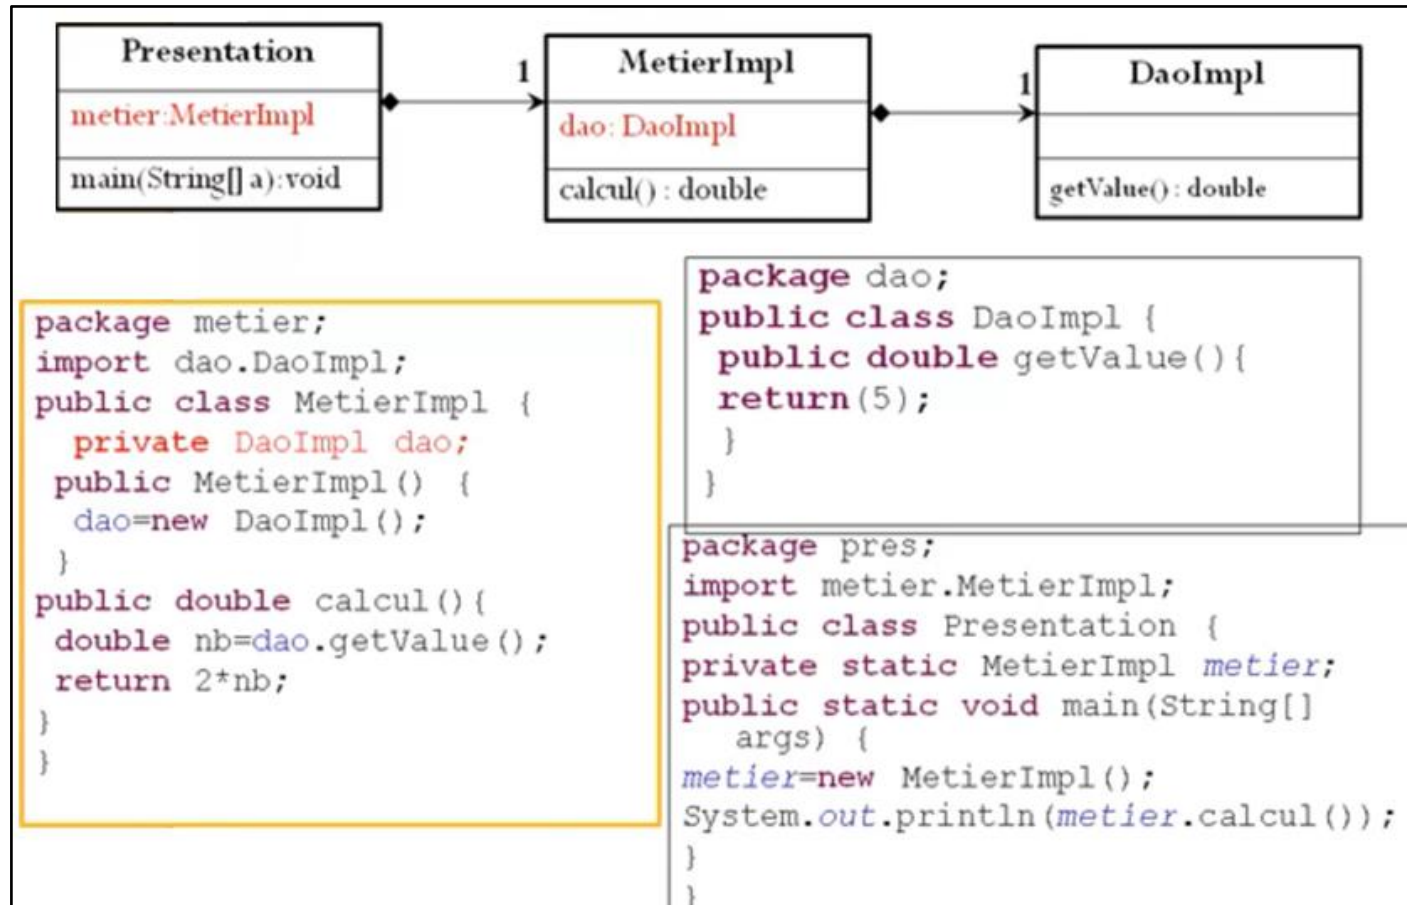 Presentation
metier:MetierImpl
main(String[] a):void
1
MetierImpl
dao: DaoImpl
calcul() : double
1
DaoImpl
getValue() : double
package metier;
import dao.DaoImpl;
public class MetierImpl {
private DaoImpl dao;
public MetierImpl() {
dao=new DaoImpl();
}
public double calcul(){
double nb=dao.getValue();
return 2*nb;
}
}
package dao;
public class DaoImpl {
public double getValue(){
return(5);
}
}
package pres;
import metier.MetierImpl;
public class Presentation {
private static MetierImpl metier;
public static void main(String[]
args) {
metier=new MetierImpl();
System.out.println(metier.calcul());
}
}